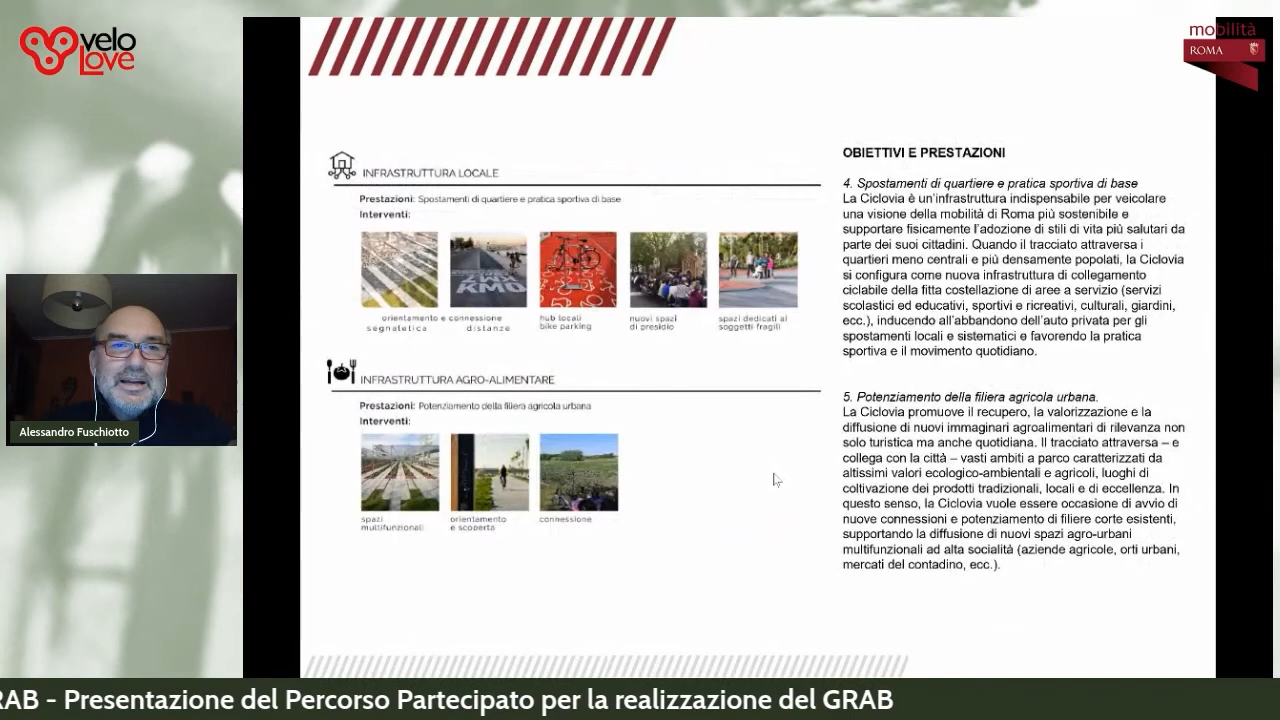 velo
Love
mobilità
ROMA
INFRASTRUTTURA LOCALE
Prestazioni: Spostamenti di quartiere e pratica sportiva di base
Interventi:
KM0
orientamento e connessione
segnaletica distanze
hub locali
bike parking
nuovi spazi
di presidio
spazi dedicati ai
soggetti fragili
INFRASTRUTTURA AGRO-ALIMENTARE
Prestazioni: Potenziamento della filiera agricola urbana
Interventi:
spazi
multifunzionali
orientamento
e scoperta
connessione
OBIETTIVI E PRESTAZIONI
4. Spostamenti di quartiere e pratica sportiva di base
La Ciclovia è un'infrastruttura indispensabile per veicolare
una visione della mobilità di Roma più sostenibile e
supportare fisicamente l'adozione di stili di vita più salutari da
parte dei suoi cittadini. Quando il tracciato attraversa i
quartieri meno centrali e più densamente popolati, la Ciclovia
si configura come nuova infrastruttura di collegamento
ciclabile della fitta costellazione di aree a servizio (servizi
scolastici ed educativi, sportivi e ricreativi, culturali, giardini,
ecc.), inducendo all'abbandono dell'auto privata per gli
spostamenti locali e sistematici e favorendo la pratica
sportiva e il movimento quotidiano.
5. Potenziamento della filiera agricola urbana.
La Ciclovia promuove il recupero, la valorizzazione e la
diffusione di nuovi immaginari agroalimentari di rilevanza non
solo turistica ma anche quotidiana. Il tracciato attraversa – e
collega con la città – vasti ambiti a parco caratterizzati da
altissimi valori ecologico-ambientali e agricoli, luoghi di
coltivazione dei prodotti tradizionali, locali e di eccellenza. In
questo senso, la Ciclovia vuole essere occasione di avvio di
nuove connessioni e potenziamento di filiere corte esistenti,
supportando la diffusione di nuovi spazi agro-urbani
multifunzionali ad alta socialità (aziende agricole, orti urbani,
mercati del contadino, ecc.).
Alessandro Fuschiotto
RAB - Presentazione del Percorso Partecipato per la realizzazione del GRAB